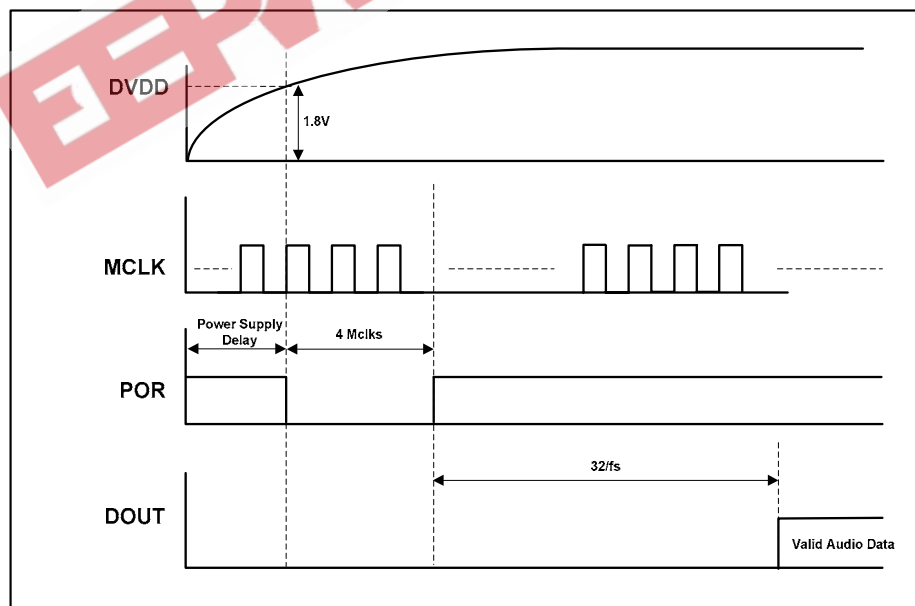 DVDD
1.8V
MCLK
Power Supply
Delay
4 Mclks
POR
32/fs
DOUT
Valid Audio Data